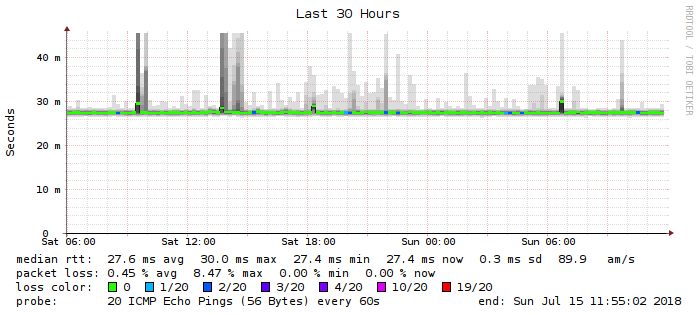 Last 30 Hours
RRDTOOL / TOBI OETIKER
Seconds
40 m
30 m
20 m
10 m
0
Sat 06:00 Sat 12:00 Sat 18:00 Sun 00:00 Sun 06:00
median rtt: 27.6 ms avg 30.0 ms max 27.4 ms min 27.4 ms now 0.3 ms sd 89.9 am/s
packet loss: 0.45 % avg 8.47 % max 0.00 % min 0.00 % now
loss color: 0 1/20 2/20 3/20 4/20 10/20 19/20
probe: 20 ICMP Echo Pings (56 Bytes) every 60s end: Sun Jul 15 11:55:02 2018